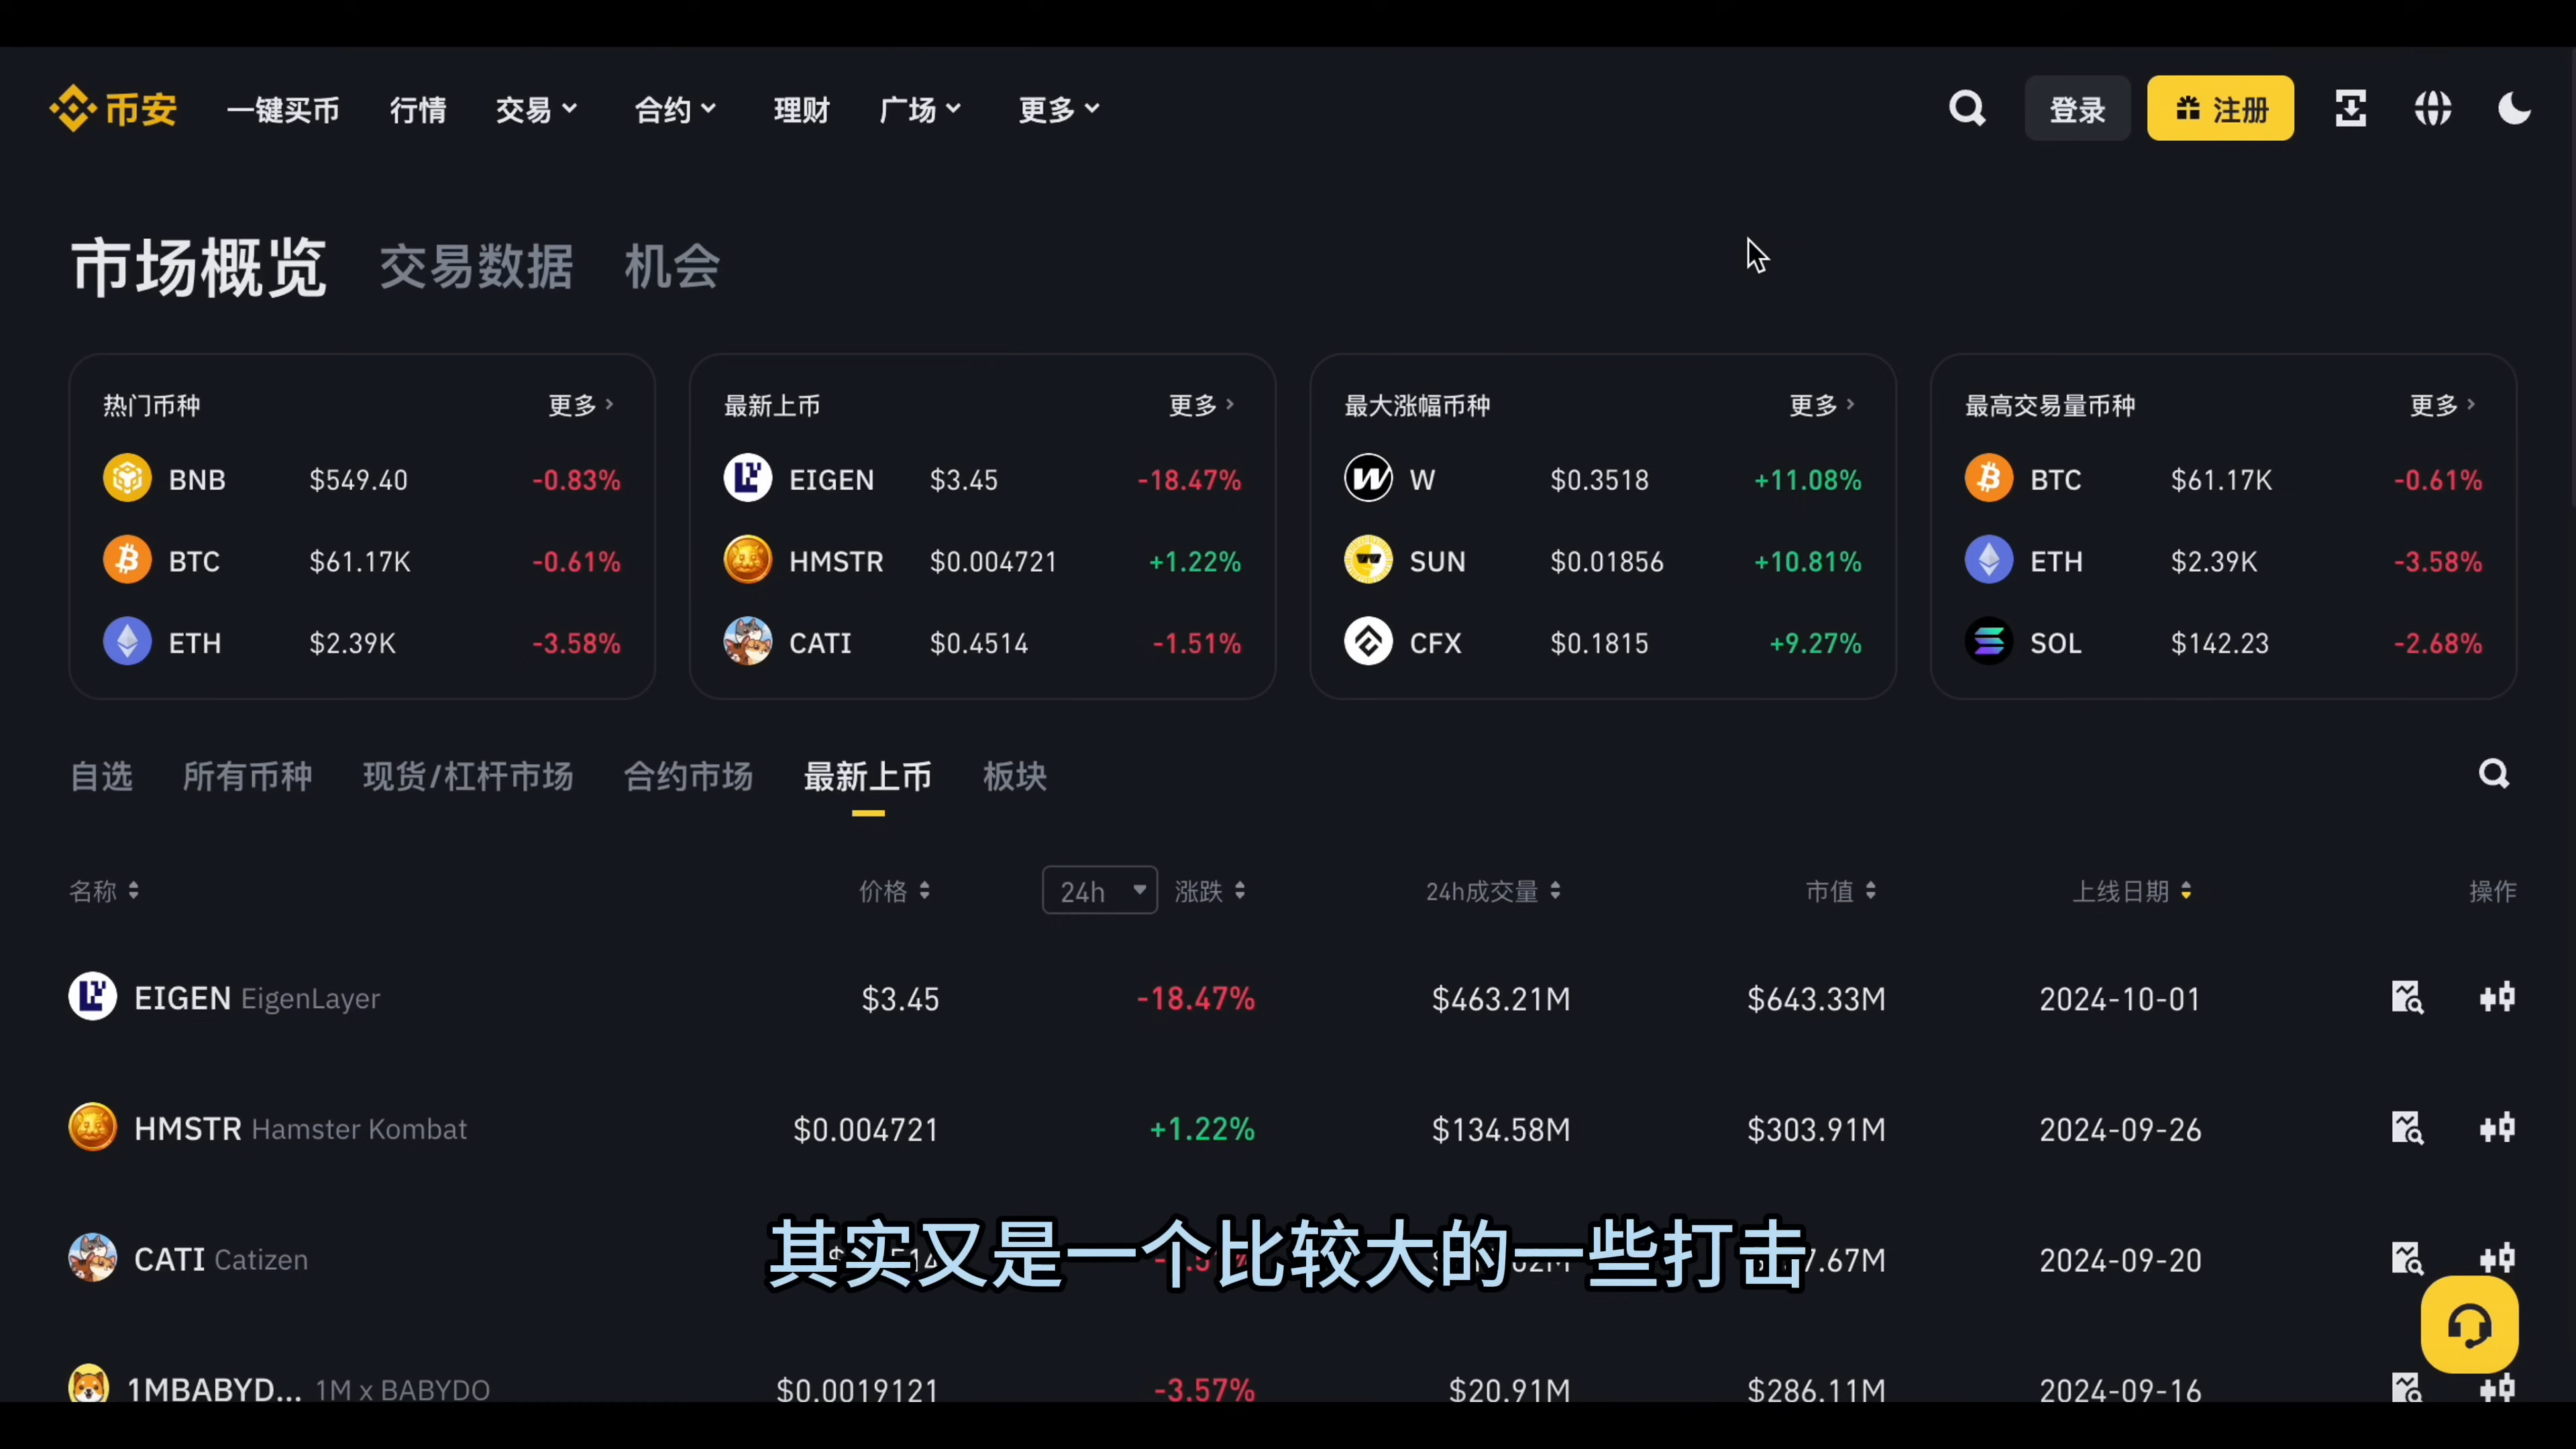 币安 一键买币 行情 交易 合约 理财 广场 更多 登录 注册
市场概览 交易数据 机会
热门币种 更多
BNB $549.40 -0.83%
BTC $61.17K -0.61%
ETH $2.39K -3.58%
最新上币 更多
EIGEN $3.45 -18.47%
HMSTR $0.004721 +1.22%
CATI $0.4514 -1.51%
最大涨幅币种 更多
W $0.3518 +11.08%
SUN $0.01856 +10.81%
CFX $0.1815 +9.27%
最高交易量币种 更多
BTC $61.17K -0.61%
ETH $2.39K -3.58%
SOL $142.23 -2.68%
自选 所有币种 现货/杠杆市场 合约市场 最新上币 板块
名称 价格 24h 涨跌 24h成交量 市值 上线日期 操作
EIGEN EigenLayer $3.45 -18.47% $463.21M $643.33M 2024-10-01
HMSTR Hamster Kombat $0.004721 +1.22% $134.58M $303.91M 2024-09-26
CATI Catizen 2024-09-20
其实又是一个比较大的一些打击
1MBABYD... 1M x BABYDO $0.0019121 -3.57% $20.91M $286.11M 2024-09-16